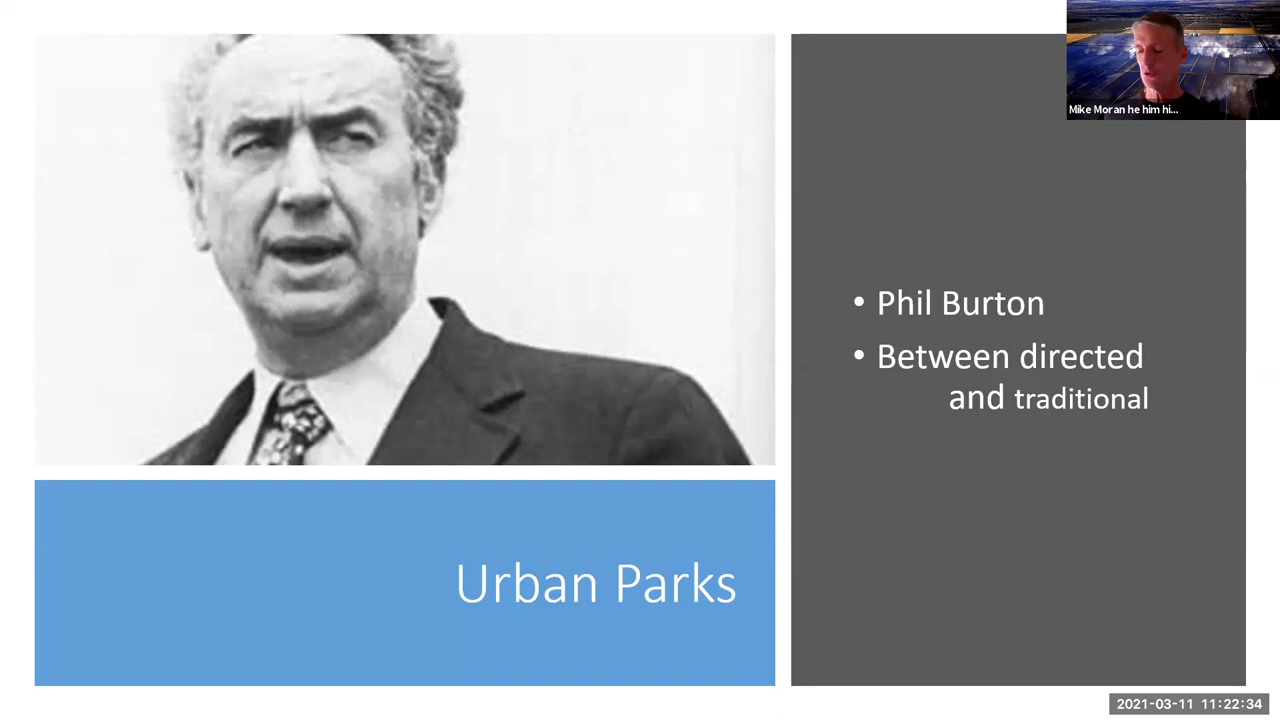 Mike Moran he him hi...
• Phil Burton
• Between directed
and traditional
Urban Parks
2021-03-11 11:22:34